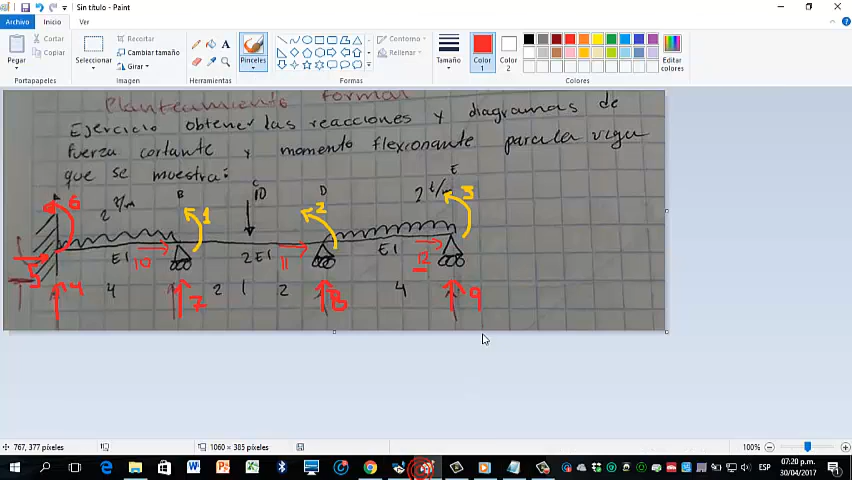 Sin título - Paint
Archivo Inicio Ver
Pegar
Cortar
Copiar
Portapapeles
Seleccionar
Recortar
Cambiar tamaño
Girar
Imagen
A
Herramientas
Pinceles
Contorno
Rellenar
Formas
Tamaño
Color 1
Color 2
Editar colores
Colores
Planteamiento formal
Ejercicio obtener las reacciones y diagramas de
fuerza cortante y momento flexionante para la viga
que se muestra:
A B C D E
6 1 10 2 2 t/m 3
EI 10 2EI 11 EI 12
5
4 4 7 2 2 8 4 9
767, 377 píxeles 1060 × 385 píxeles 100%
ESP 07:20 p.m.
30/04/2017